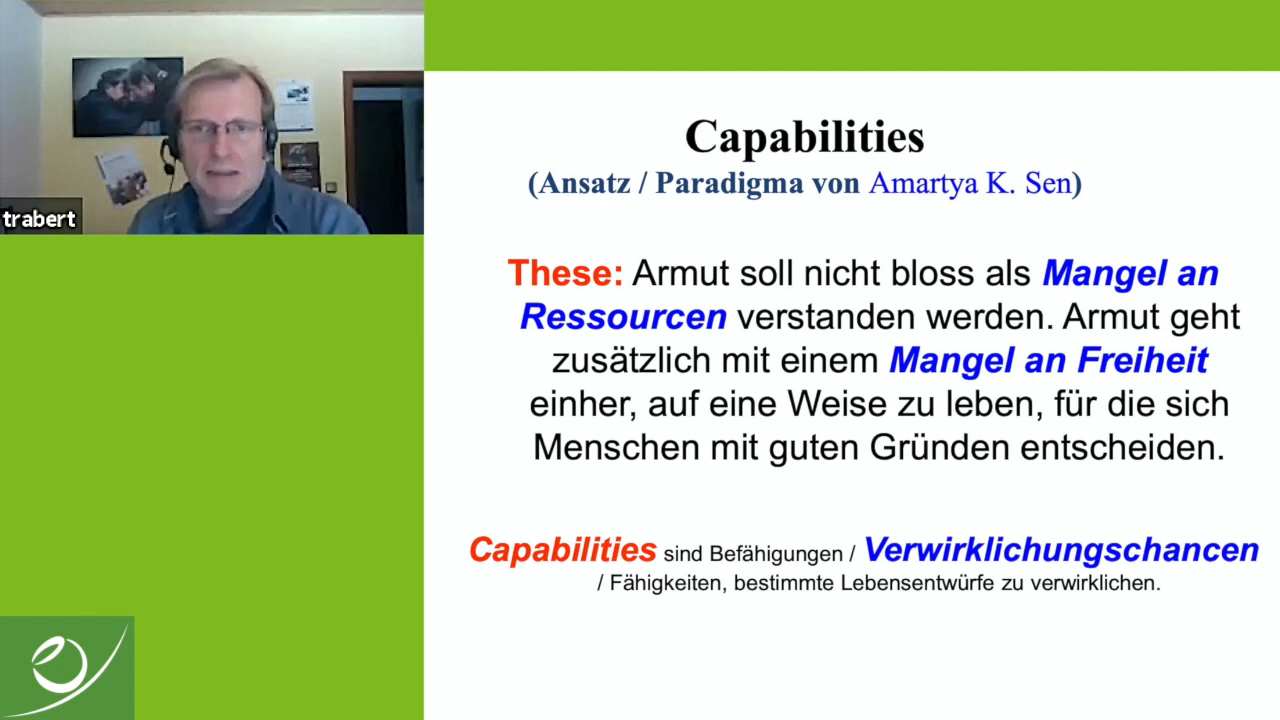 trabert
Capabilities
(Ansatz / Paradigma von Amartya K. Sen)
These: Armut soll nicht bloss als Mangel an
Ressourcen verstanden werden. Armut geht
zusätzlich mit einem Mangel an Freiheit
einher, auf eine Weise zu leben, für die sich
Menschen mit guten Gründen entscheiden.
Capabilities sind Befähigungen / Verwirklichungschancen
/ Fähigkeiten, bestimmte Lebensentwürfe zu verwirklichen.